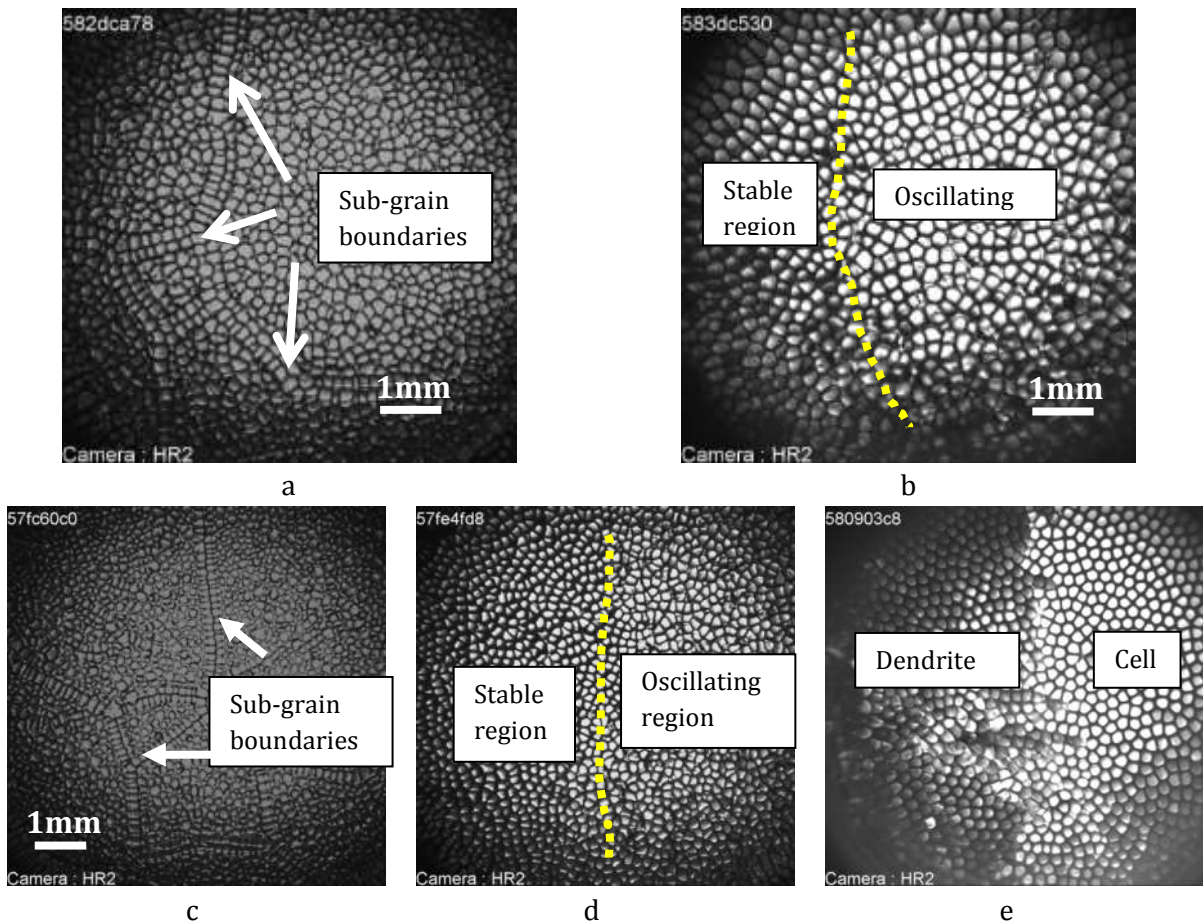 582dca78
Sub-grain
boundaries
1mm
Camera : HR2
a
583dc530
Stable
region
Oscillating
1mm
Camera : HR2
b
57fc60c0
Sub-grain
boundaries
1mm
Camera : HR2
c
57fe4fd8
Stable
region
Oscillating
region
Camera : HR2
d
580903c8
Dendrite
Cell
Camera : HR2
e